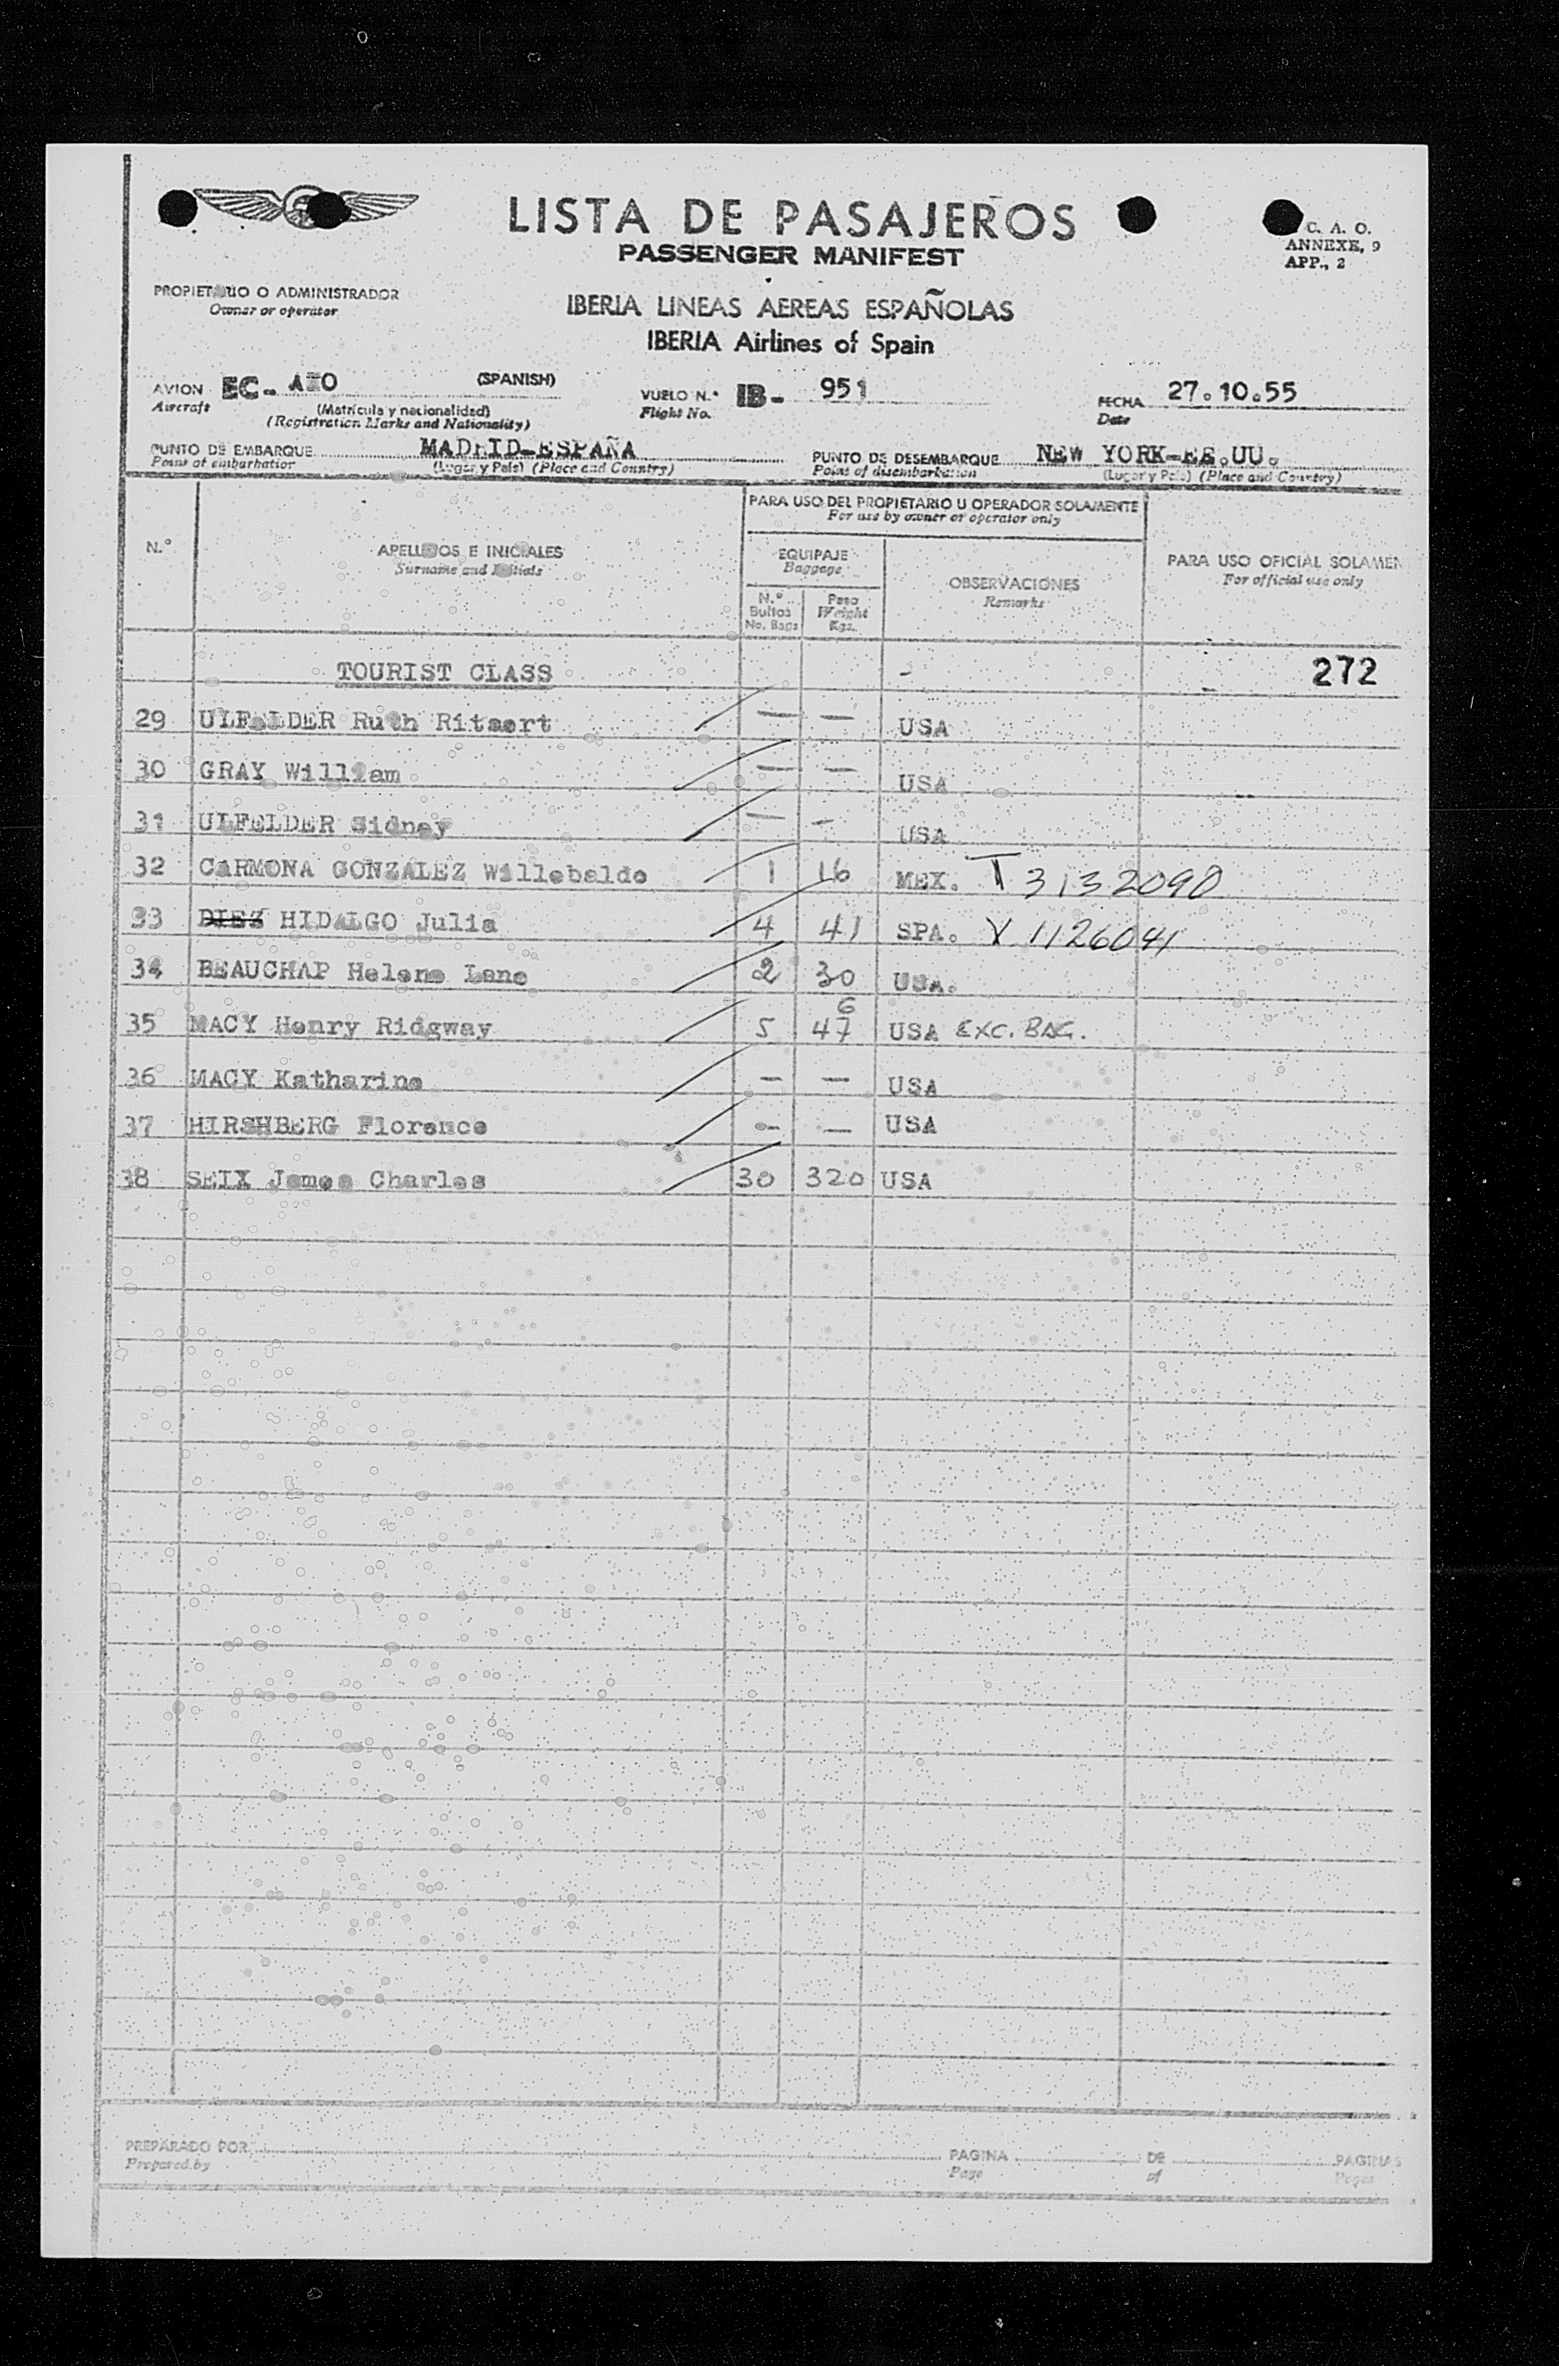 LISTA DE PASAJEROS
PASSENGER MANIFEST
C. A. O.
ANNEXE, 9
APP., 2
PROPIETARIO O ADMINISTRADOR
Owner or operator
IBERIA LINEAS AEREAS ESPAÑOLAS
IBERIA Airlines of Spain
AVION EC- (SPANISH) VUELO N.º IB- 951 FECHA 27.10.55
Aircraft (Matrícula y nacionalidad) Flight No. Date
(Registration Marks and Nationality)
PUNTO DE EMBARQUE MADRID-ESPAÑA PUNTO DE DESEMBARQUE NEW YORK-EE.UU.
Point of embarkation (Lugar y País) (Place and Country) Point of disembarkation (Lugar y País) (Place and Country)
PARA USO DEL PROPIETARIO U OPERADOR SOLAMENTE
For use by owner or operator only
N.º APELLIDOS E INICIALES EQUIPAJE OBSERVACIONES PARA USO OFICIAL SOLAMEN
Surname and Initials Baggage Remarks For official use only
N.º Bultos Peso
No. Bags Weight Kgs.
TOURIST CLASS - 272
29 ULFELDER Ruth Ritaert — — USA
30 GRAY William — — USA
31 ULFELDER Sidney — — USA
32 CARMONA GONZALEZ Willebaldo 1 16 MEX. T 3132090
33 DIEZ HIDALGO Julia 4 41 SPA. V 1126041
34 BEAUCHAP Helene Lane 2 30 USA.
35 MACY Henry Ridgway 5 47 6 USA EXC. BAG.
36 MACY Katharine — — USA
37 HIRSHBERG Florence — — USA
38 SEIX James Charles 30 320 USA
PREPARADO POR PAGINA DE PAGINAS
Prepared by Page of Pages